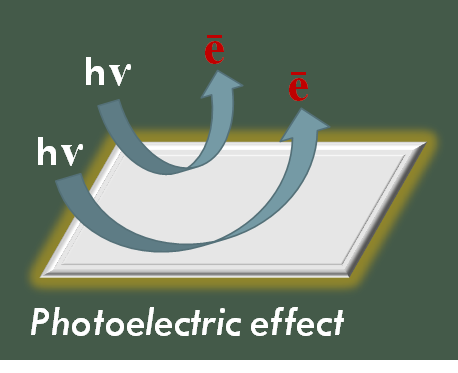 hν
ē
ē
hν
Photoelectric effect